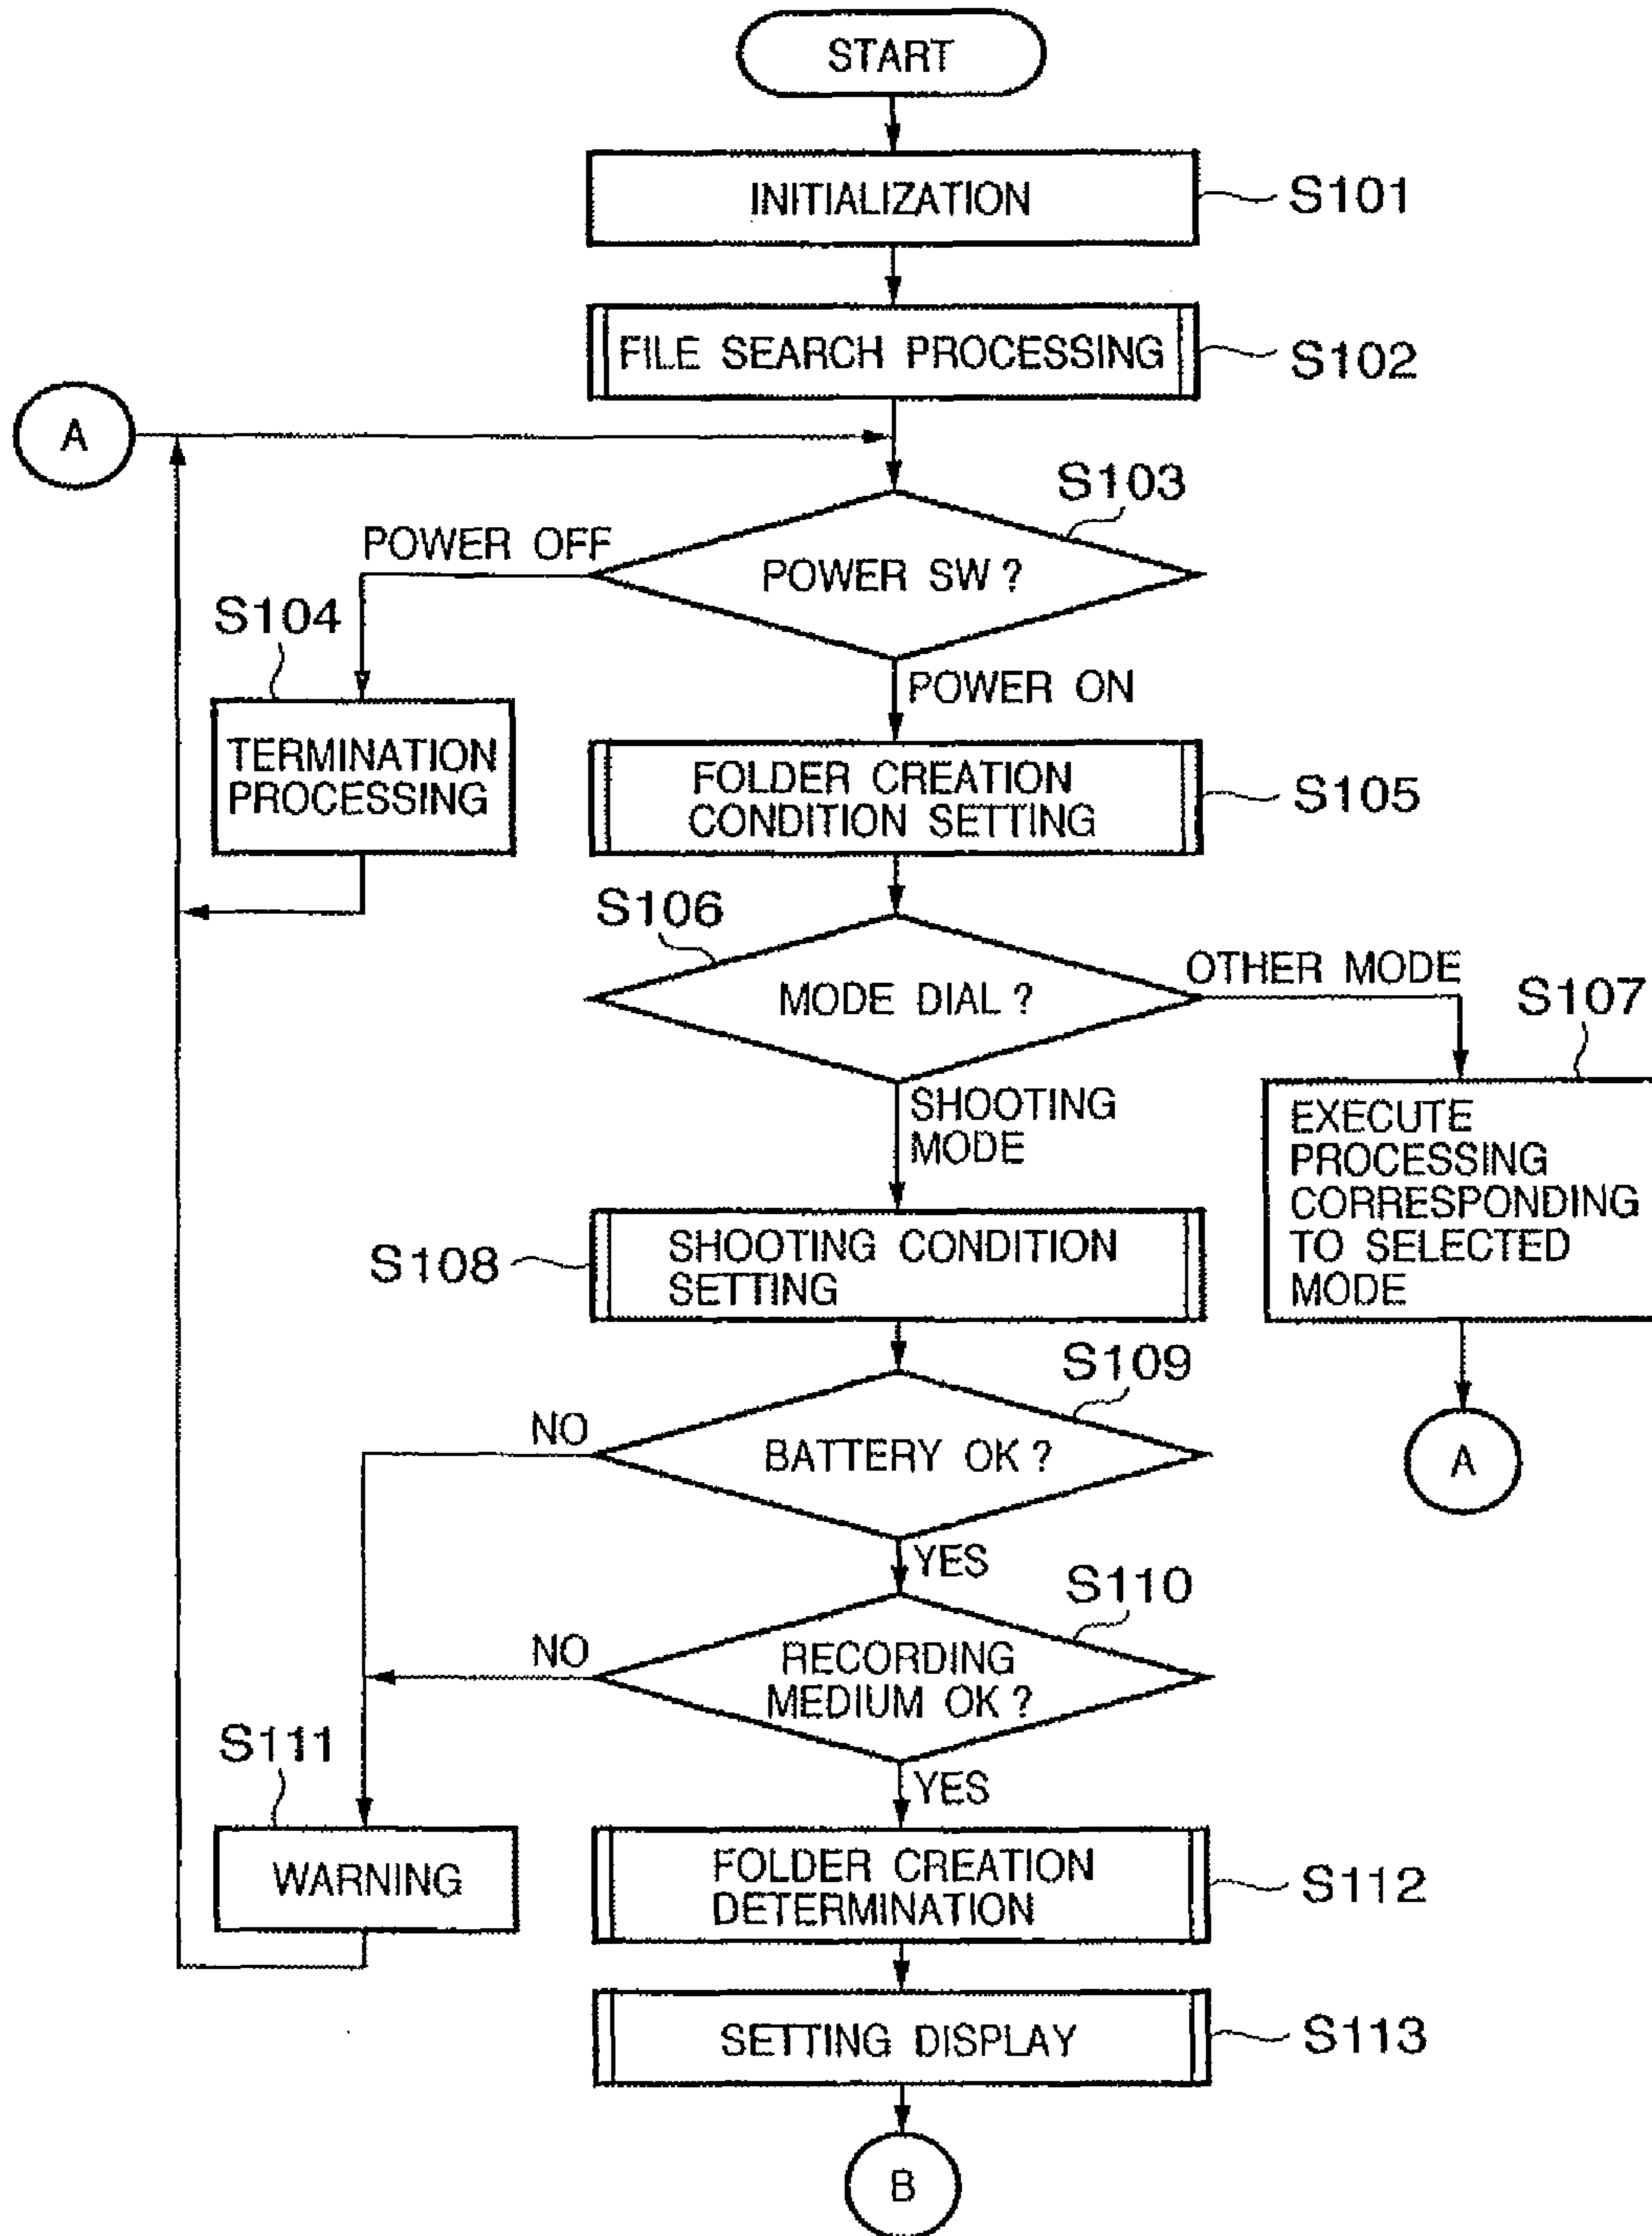 START
INITIALIZATION
S101
FILE SEARCH PROCESSING
S102
A
S103
POWER OFF
POWER SW ?
S104
POWER ON
TERMINATION
PROCESSING
FOLDER CREATION
CONDITION SETTING
S105
S106
OTHER MODE
MODE DIAL ?
S107
SHOOTING
MODE
EXECUTE
PROCESSING
CORRESPONDING
TO SELECTED
MODE
S108
SHOOTING CONDITION
SETTING
S109
NO
BATTERY OK ?
A
YES
S110
NO
RECORDING
MEDIUM OK ?
S111
YES
WARNING
FOLDER CREATION
DETERMINATION
S112
SETTING DISPLAY
S113
B